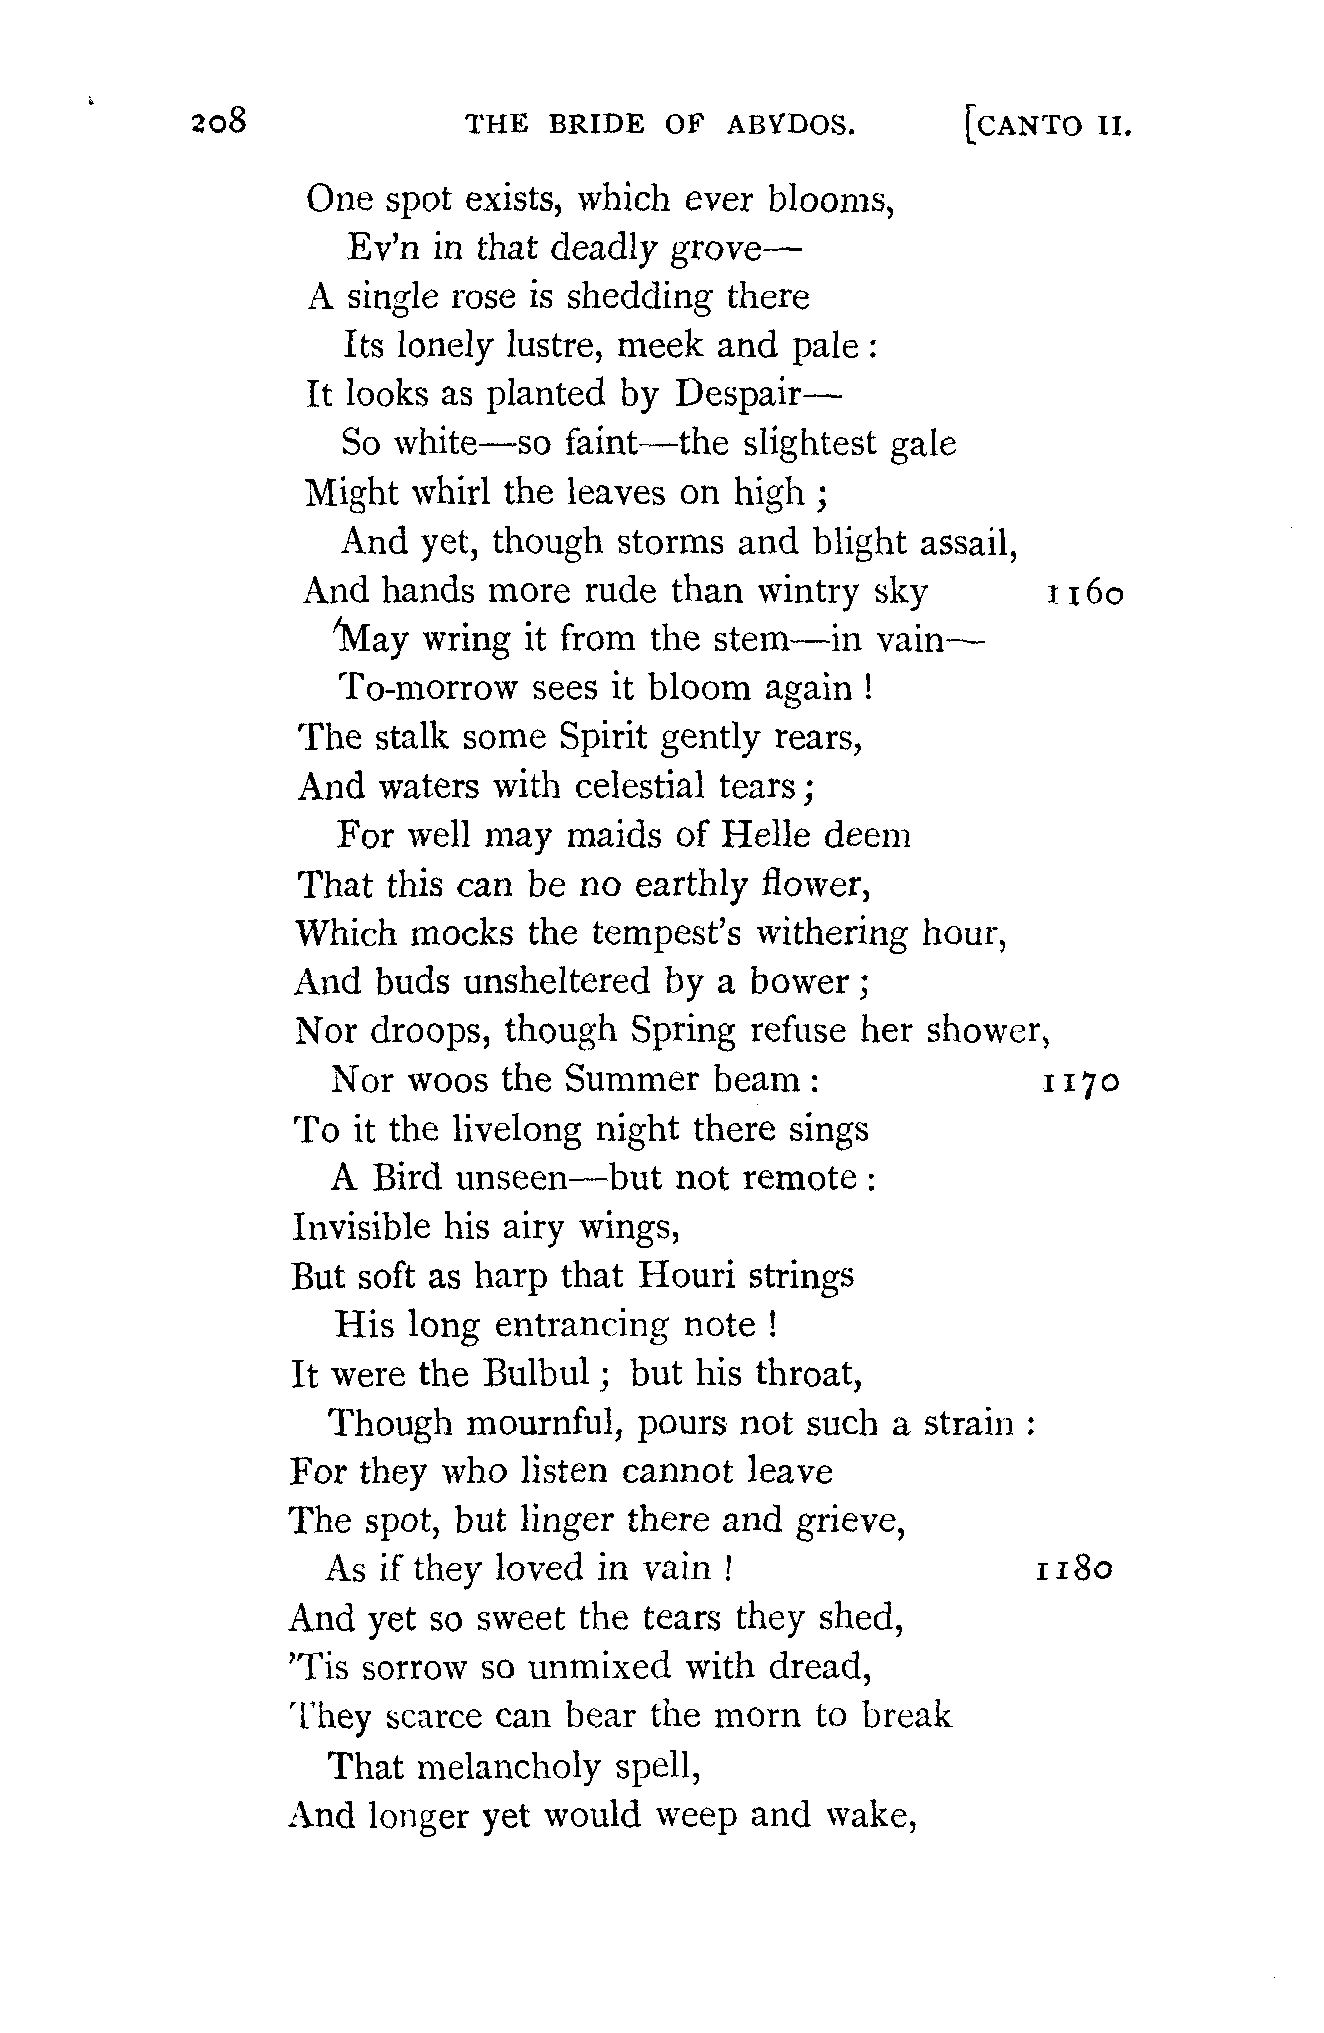 208 THE BRIDE OF ABYDOS. [CANTO II.
One spot exists, which ever blooms,
Ev'n in that deadly grove—
A single rose is shedding there
Its lonely lustre, meek and pale :
It looks as planted by Despair—
So white—so faint—the slightest gale
Might whirl the leaves on high ;
And yet, though storms and blight assail,
And hands more rude than wintry sky 1160
May wring it from the stem—in vain—
To-morrow sees it bloom again !
The stalk some Spirit gently rears,
And waters with celestial tears ;
For well may maids of Helle deem
That this can be no earthly flower,
Which mocks the tempest's withering hour,
And buds unsheltered by a bower ;
Nor droops, though Spring refuse her shower,
Nor woos the Summer beam : 1170
To it the livelong night there sings
A Bird unseen—but not remote :
Invisible his airy wings,
But soft as harp that Houri strings
His long entrancing note !
It were the Bulbul ; but his throat,
Though mournful, pours not such a strain :
For they who listen cannot leave
The spot, but linger there and grieve,
As if they loved in vain ! 1180
And yet so sweet the tears they shed,
'Tis sorrow so unmixed with dread,
They scarce can bear the morn to break
That melancholy spell,
And longer yet would weep and wake,